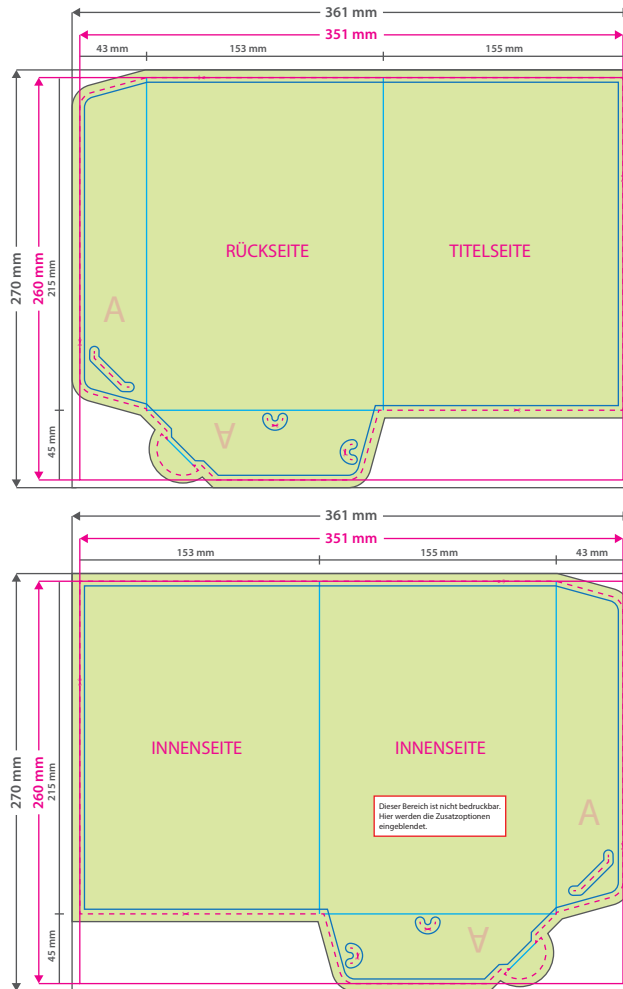 361 mm
351 mm
43 mm 153 mm 155 mm
270 mm
260 mm
215 mm
45 mm
RÜCKSEITE TITELSEITE
A
A
361 mm
351 mm
153 mm 155 mm 43 mm
270 mm
260 mm
215 mm
45 mm
INNENSEITE INNENSEITE
Dieser Bereich ist nicht bedruckbar.
Hier werden die Zusatzoptionen
eingeblendet.
A
A